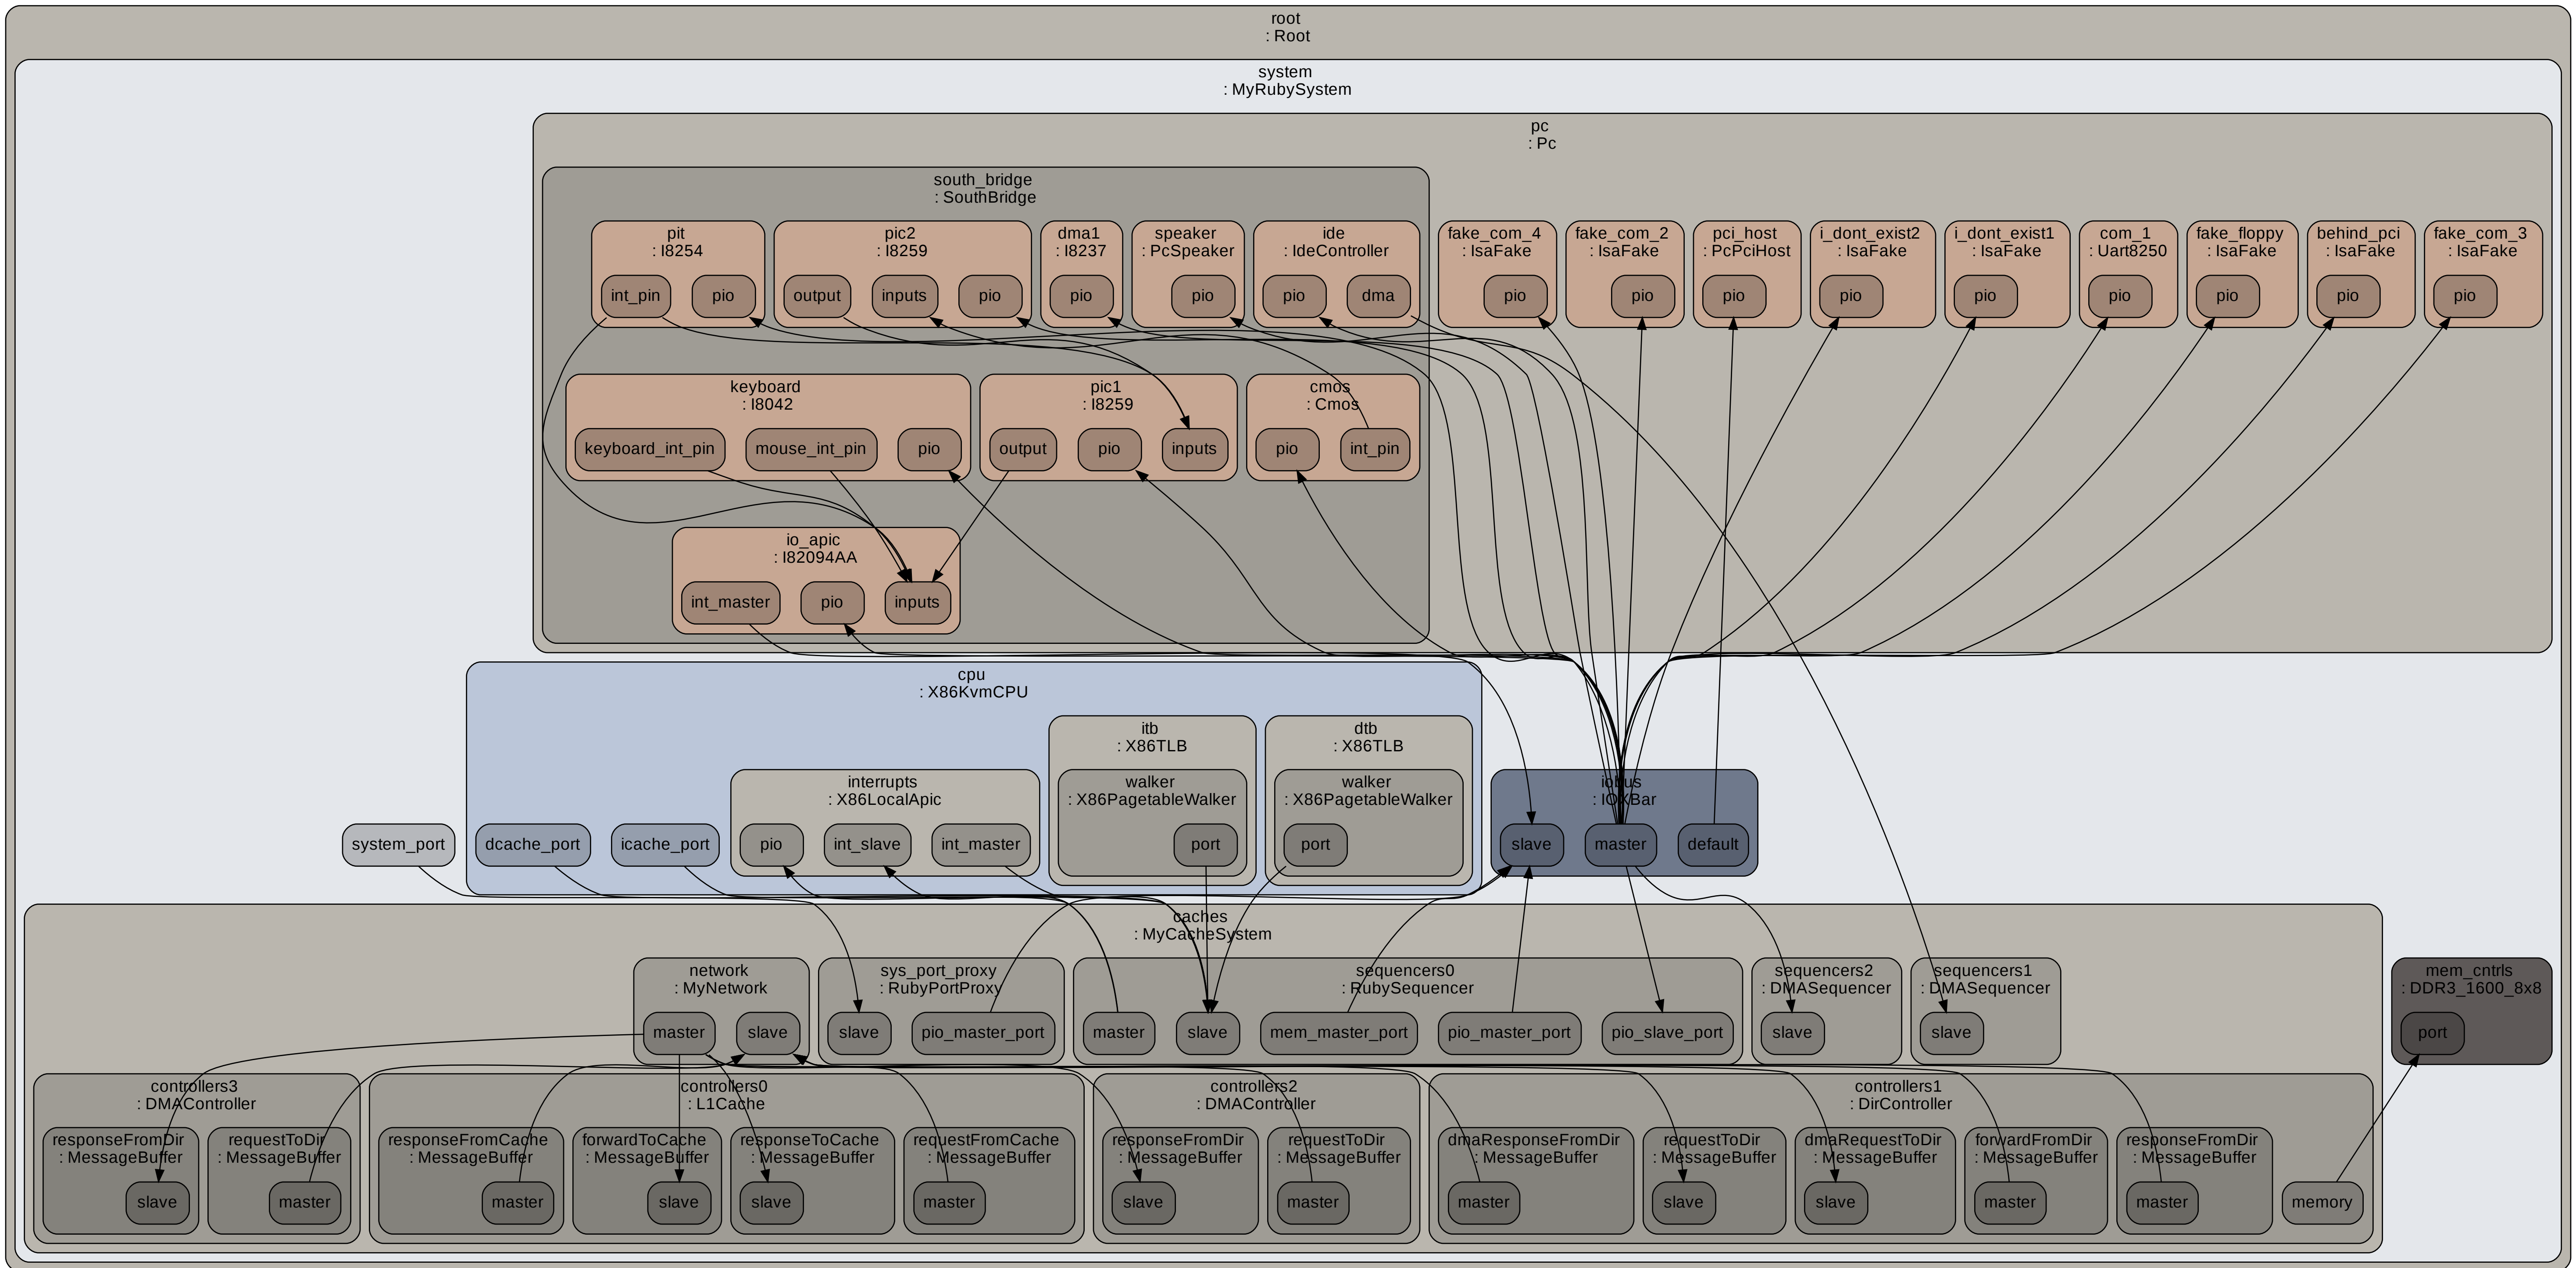 root
: Root
system
: MyRubySystem
pc
: Pc
south_bridge
: SouthBridge
pit
: I8254
int_pin
pio
pic2
: I8259
output
inputs
pio
dma1
: I8237
pio
speaker
: PcSpeaker
pio
ide
: IdeController
pio
dma
fake_com_4
: IsaFake
pio
fake_com_2
: IsaFake
pio
pci_host
: PcPciHost
pio
i_dont_exist2
: IsaFake
pio
i_dont_exist1
: IsaFake
pio
com_1
: Uart8250
pio
fake_floppy
: IsaFake
pio
behind_pci
: IsaFake
pio
fake_com_3
: IsaFake
pio
keyboard
: I8042
keyboard_int_pin
mouse_int_pin
pio
pic1
: I8259
output
pio
inputs
cmos
: Cmos
pio
int_pin
io_apic
: I82094AA
int_master
pio
inputs
cpu
: X86KvmCPU
itb
: X86TLB
walker
: X86PagetableWalker
port
dtb
: X86TLB
walker
: X86PagetableWalker
port
interrupts
: X86LocalApic
pio
int_slave
int_master
system_port
dcache_port
icache_port
iobus
: IOXBar
slave
master
default
caches
: MyCacheSystem
network
: MyNetwork
master
slave
sys_port_proxy
: RubyPortProxy
slave
pio_master_port
sequencers0
: RubySequencer
master
slave
mem_master_port
pio_master_port
pio_slave_port
sequencers2
: DMASequencer
slave
sequencers1
: DMASequencer
slave
mem_cntrls
: DDR3_1600_8x8
port
controllers3
: DMAController
responseFromDir
: MessageBuffer
slave
requestToDir
: MessageBuffer
master
controllers0
: L1Cache
responseFromCache
: MessageBuffer
master
forwardToCache
: MessageBuffer
slave
responseToCache
: MessageBuffer
slave
requestFromCache
: MessageBuffer
master
controllers2
: DMAController
responseFromDir
: MessageBuffer
slave
requestToDir
: MessageBuffer
master
controllers1
: DirController
dmaResponseFromDir
: MessageBuffer
master
requestToDir
: MessageBuffer
slave
dmaRequestToDir
: MessageBuffer
slave
forwardFromDir
: MessageBuffer
master
responseFromDir
: MessageBuffer
master
memory